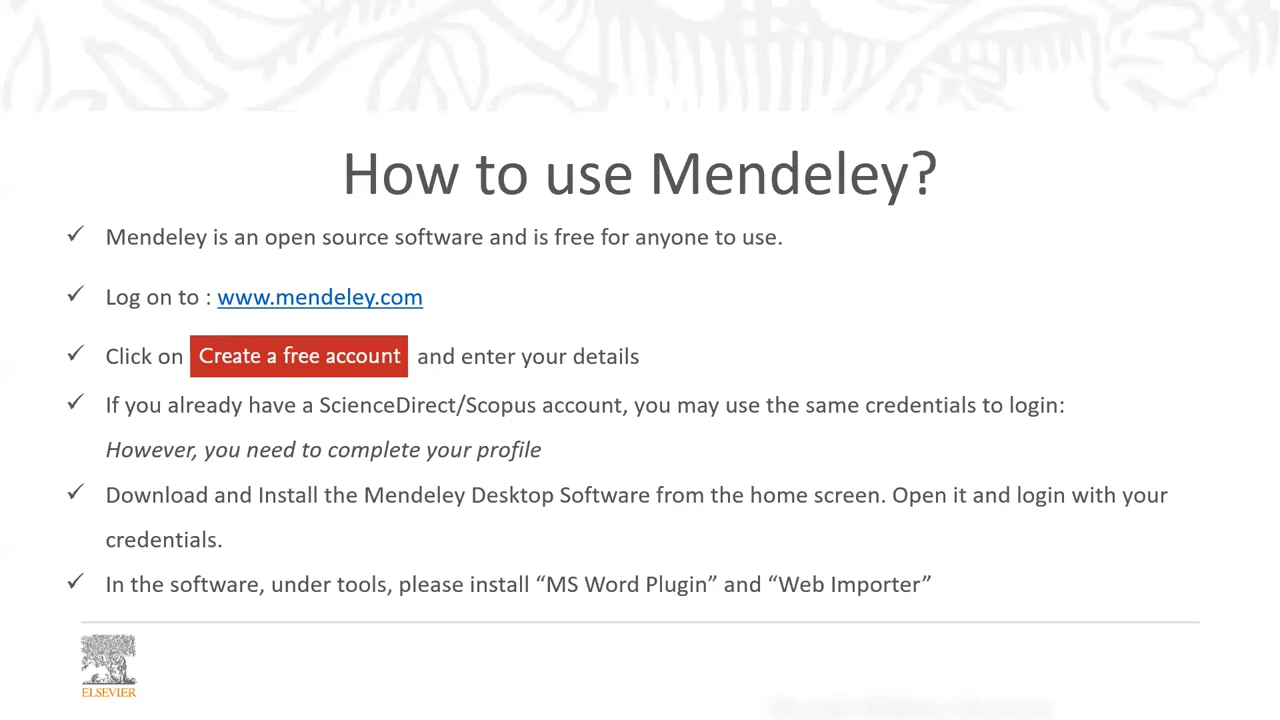 How to use Mendeley?
✓ Mendeley is an open source software and is free for anyone to use.
✓ Log on to : www.mendeley.com
✓ Click on Create a free account and enter your details
✓ If you already have a ScienceDirect/Scopus account, you may use the same credentials to login:
However, you need to complete your profile
✓ Download and Install the Mendeley Desktop Software from the home screen. Open it and login with your
credentials.
✓ In the software, under tools, please install “MS Word Plugin” and “Web Importer”
ELSEVIER